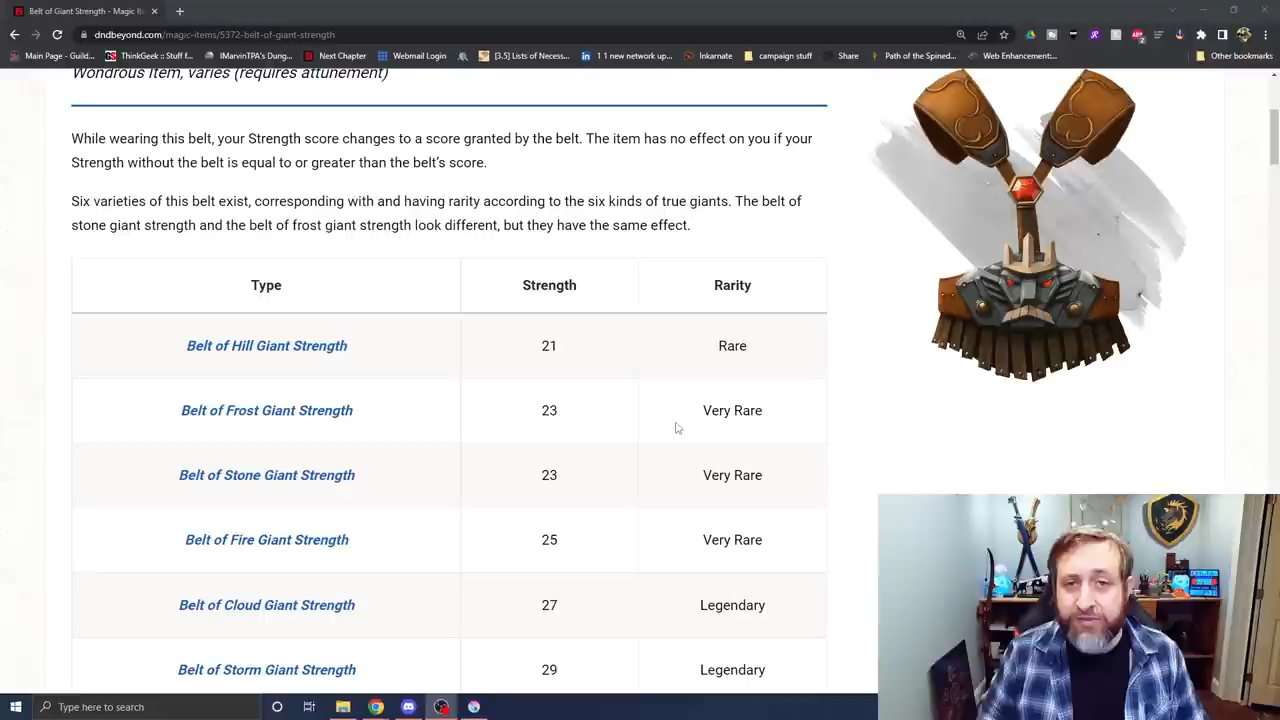 Belt of Giant Strength - Magic It
dndbeyond.com/magic-items/5372-belt-of-giant-strength
Main Page - Guild...
ThinkGeek :: Stuff f...
IMarvinTPA's Dung...
Next Chapter
Webmail Login
[3.5] Lists of Necess...
1 1 new network up...
Inkarnate
campaign stuff
Share
Path of the Spined...
Web Enhancement:...
Other bookmarks
Wondrous Item, varies (requires attunement)
While wearing this belt, your Strength score changes to a score granted by the belt. The item has no effect on you if your
Strength without the belt is equal to or greater than the belt's score.
Six varieties of this belt exist, corresponding with and having rarity according to the six kinds of true giants. The belt of
stone giant strength and the belt of frost giant strength look different, but they have the same effect.
Type Strength Rarity
Belt of Hill Giant Strength 21 Rare
Belt of Frost Giant Strength 23 Very Rare
Belt of Stone Giant Strength 23 Very Rare
Belt of Fire Giant Strength 25 Very Rare
Belt of Cloud Giant Strength 27 Legendary
Belt of Storm Giant Strength 29 Legendary
Type here to search